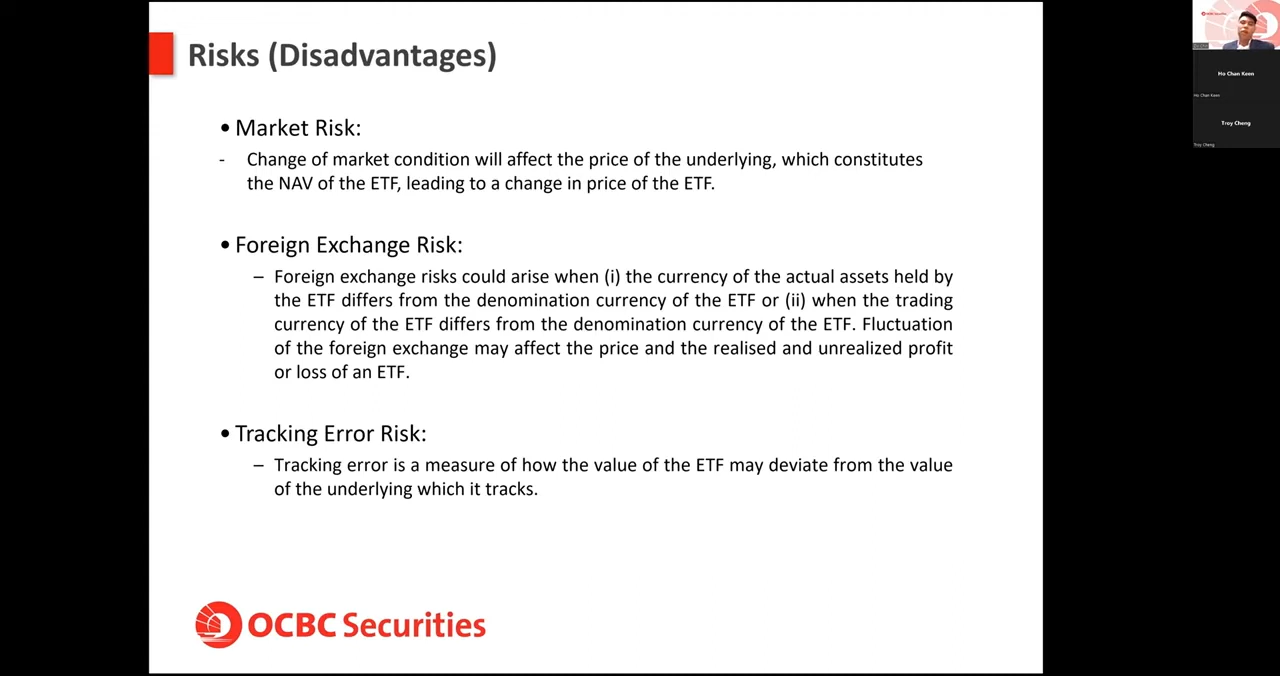 Risks (Disadvantages)
• Market Risk:
- Change of market condition will affect the price of the underlying, which constitutes
the NAV of the ETF, leading to a change in price of the ETF.
• Foreign Exchange Risk:
– Foreign exchange risks could arise when (i) the currency of the actual assets held by
the ETF differs from the denomination currency of the ETF or (ii) when the trading
currency of the ETF differs from the denomination currency of the ETF. Fluctuation
of the foreign exchange may affect the price and the realised and unrealized profit
or loss of an ETF.
• Tracking Error Risk:
– Tracking error is a measure of how the value of the ETF may deviate from the value
of the underlying which it tracks.
OCBC Securities
Ho Chan Keen
Ho Chan Keen
Troy Cheng
Troy Cheng